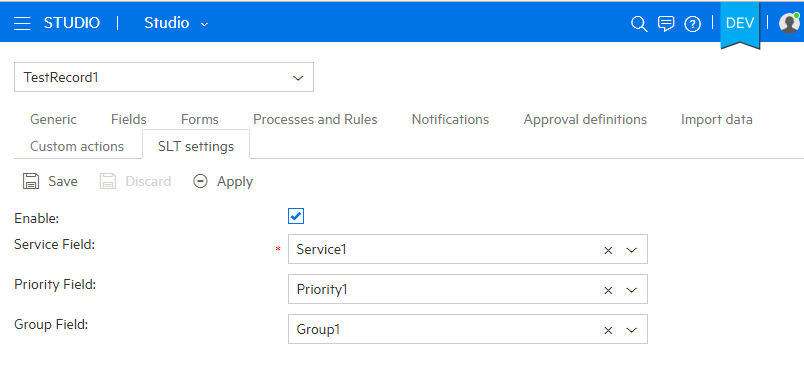 STUDIO | Studio DEV
TestRecord1
Generic Fields Forms Processes and Rules Notifications Approval definitions Import data
Custom actions SLT settings
Save Discard Apply
Enable:
Service Field: * Service1
Priority Field: Priority1
Group Field: Group1